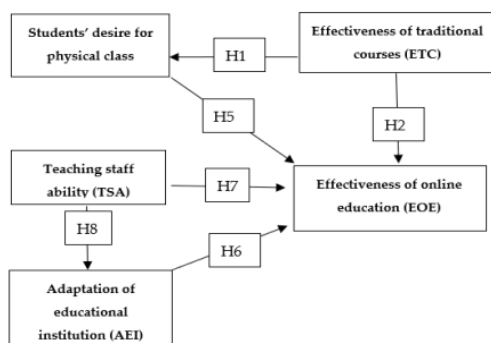 Students’ desire for
physical class
H1
Effectiveness of traditional
courses (ETC)
H5
H2
Teaching staff
ability (TSA)
H7
Effectiveness of online
education (EOE)
H8
H6
Adaptation of
educational
institution (AEI)